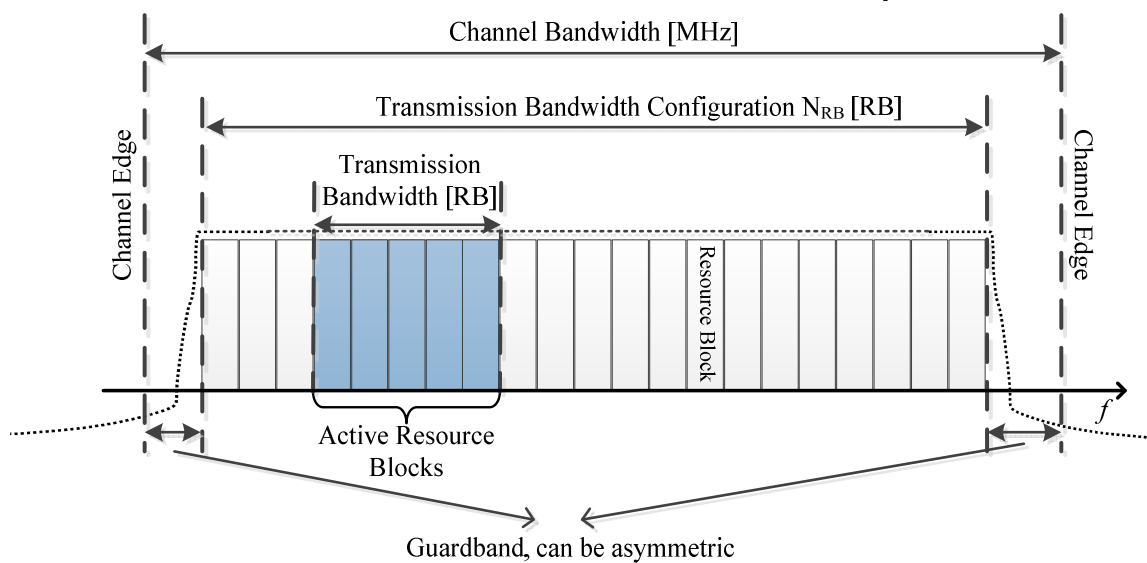 Channel Bandwidth [MHz]
Transmission Bandwidth Configuration NRB [RB]
Transmission
Bandwidth [RB]
Channel Edge
Channel Edge
Resource Block
f
Active Resource
Blocks
Guardband, can be asymmetric